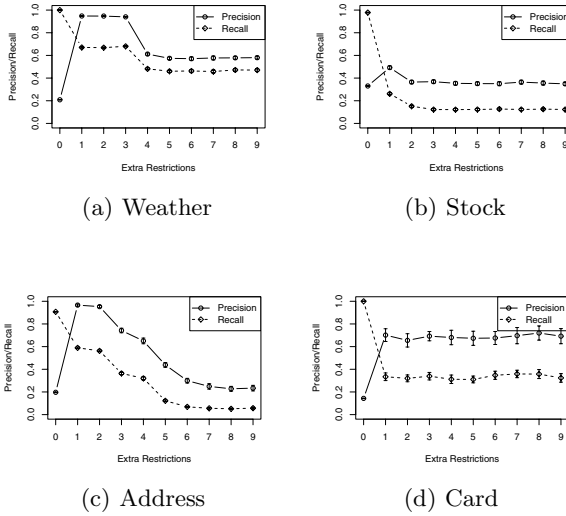 Precision
Recall
Precision/Recall
0.0 0.2 0.4 0.6 0.8 1.0
0 1 2 3 4 5 6 7 8 9
Extra Restrictions
(a) Weather
Precision
Recall
Precision/Recall
0.0 0.2 0.4 0.6 0.8 1.0
0 1 2 3 4 5 6 7 8 9
Extra Restrictions
(b) Stock
Precision
Recall
Precision/Recall
0.0 0.2 0.4 0.6 0.8 1.0
0 1 2 3 4 5 6 7 8 9
Extra Restrictions
(c) Address
Precision
Recall
Precision/Recall
0.0 0.2 0.4 0.6 0.8 1.0
0 1 2 3 4 5 6 7 8 9
Extra Restrictions
(d) Card